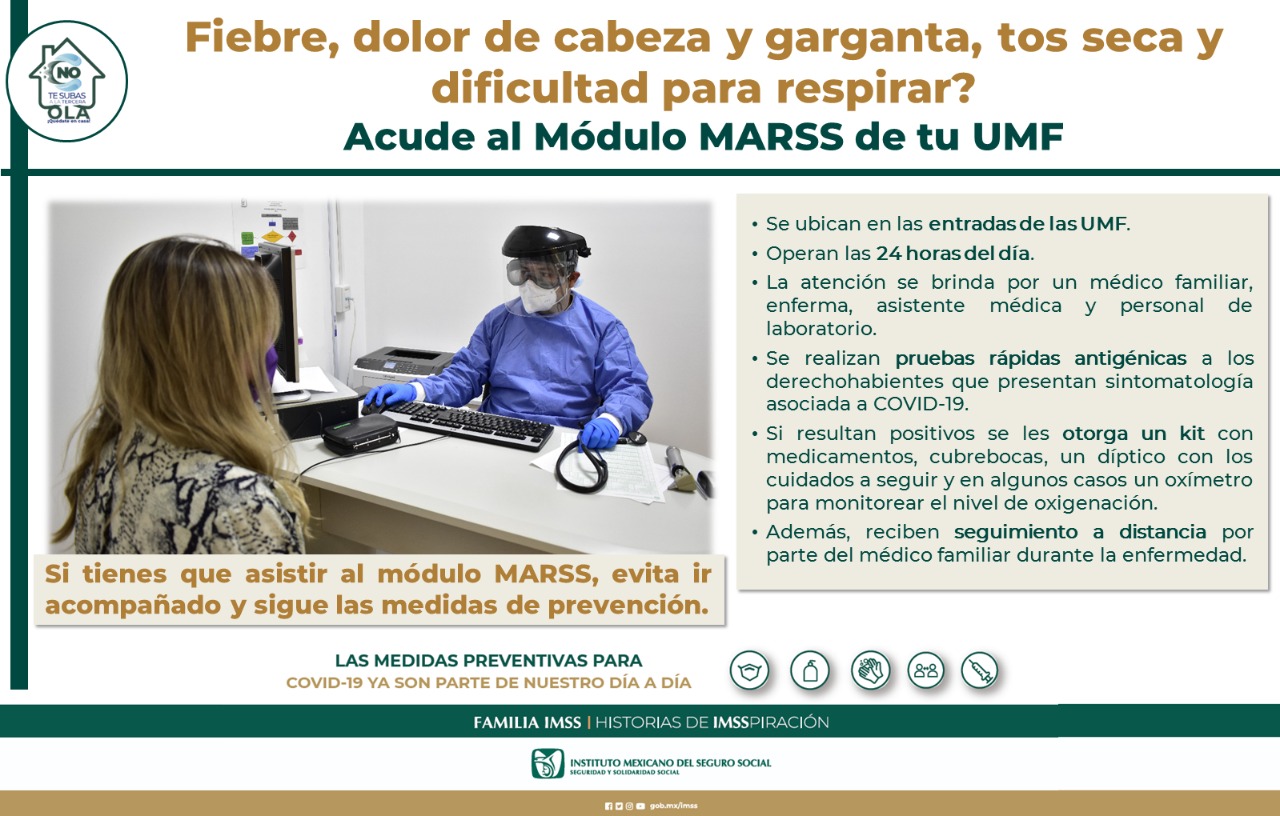 Fiebre, dolor de cabeza y garganta, tos seca y
dificultad para respirar?
Acude al Módulo MARSS de tu UMF
NO
TE SUBAS
A LA TERCERA
OLA
¡Quédate en casa!
• Se ubican en las entradas de las UMF.
• Operan las 24 horas del día.
• La atención se brinda por un médico familiar,
enferma, asistente médica y personal de
laboratorio.
• Se realizan pruebas rápidas antigénicas a los
derechohabientes que presentan sintomatología
asociada a COVID-19.
• Si resultan positivos se les otorga un kit con
medicamentos, cubrebocas, un díptico con los
cuidados a seguir y en algunos casos un oxímetro
para monitorear el nivel de oxigenación.
• Además, reciben seguimiento a distancia por
parte del médico familiar durante la enfermedad.
Si tienes que asistir al módulo MARSS, evita ir
acompañado y sigue las medidas de prevención.
LAS MEDIDAS PREVENTIVAS PARA
COVID-19 YA SON PARTE DE NUESTRO DÍA A DÍA
FAMILIA IMSS | HISTORIAS DE IMSSPIRACIÓN
INSTITUTO MEXICANO DEL SEGURO SOCIAL
SEGURIDAD Y SOLIDARIDAD SOCIAL
gob.mx/imss